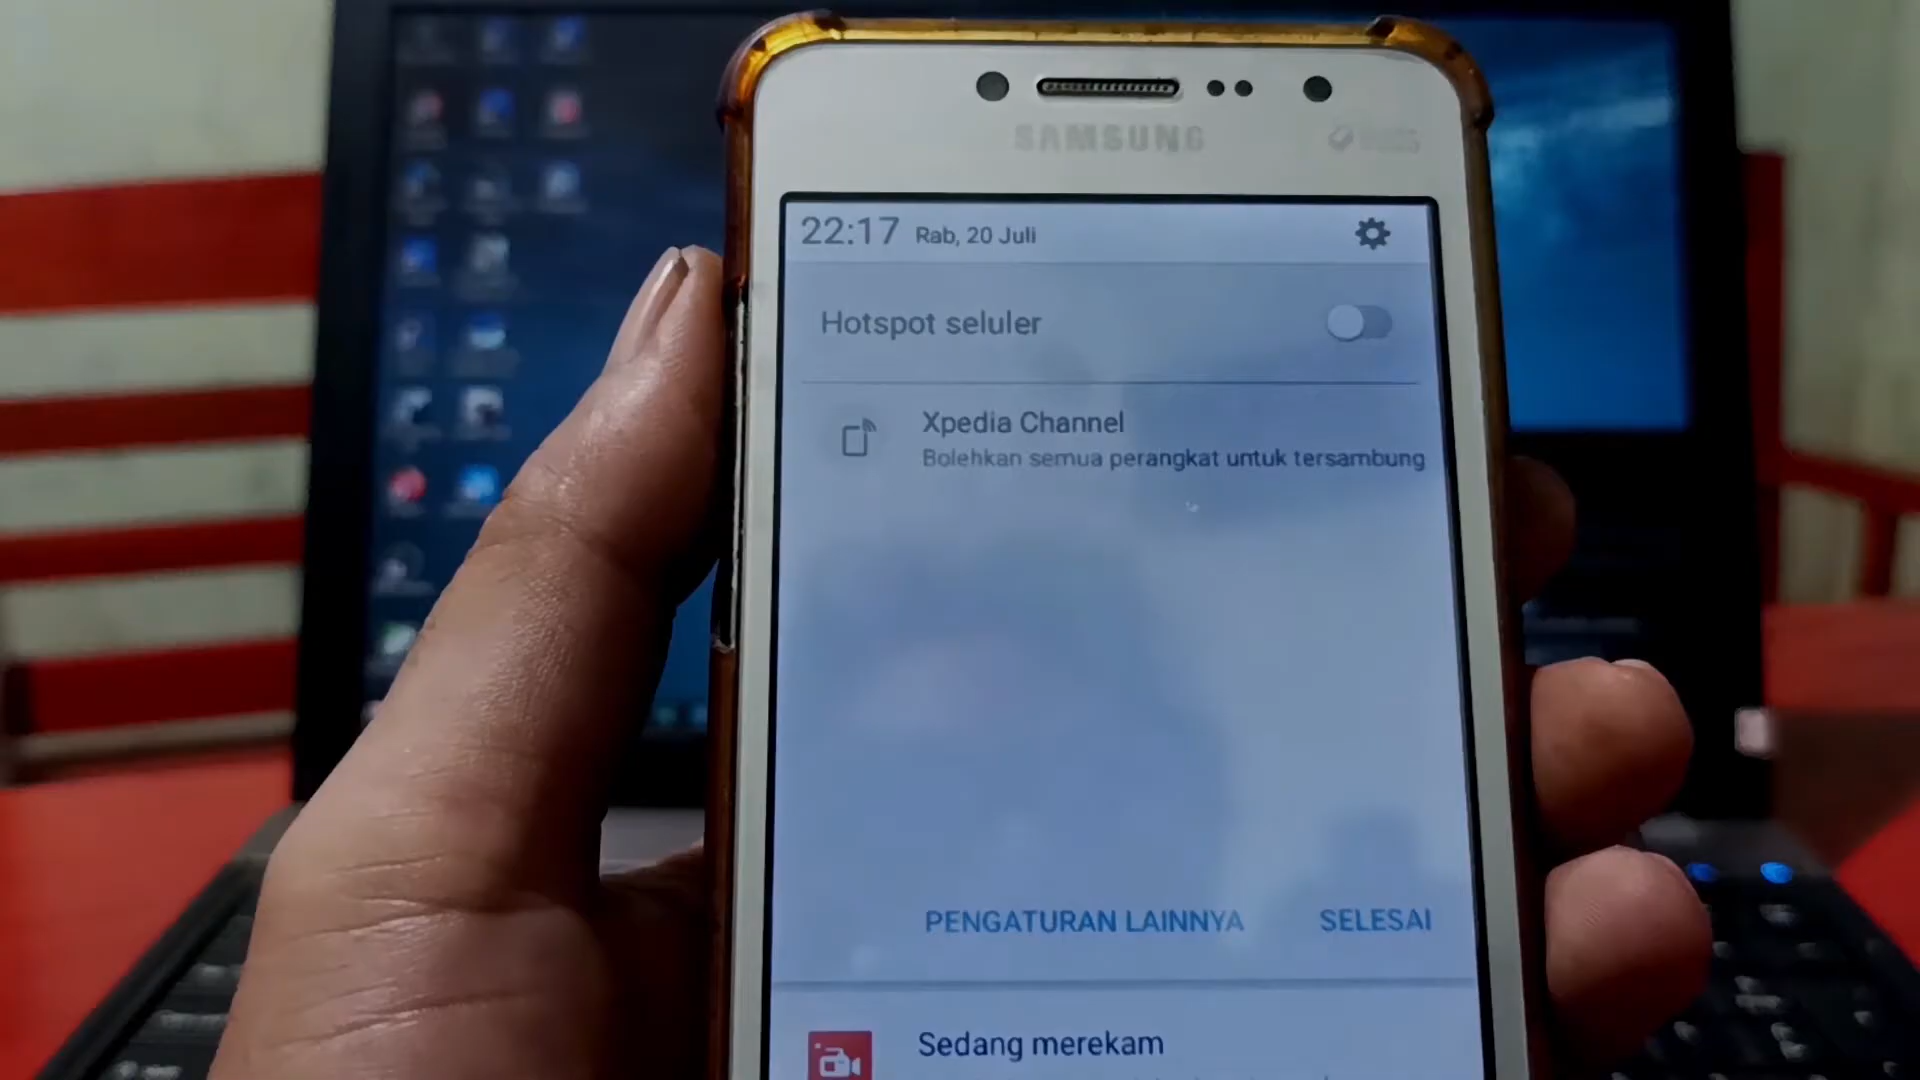 SAMSUNG
22:17 Rab, 20 Juli
Hotspot seluler
Xpedia Channel
Bolehkan semua perangkat untuk tersambung
PENGATURAN LAINNYA SELESAI
Sedang merekam